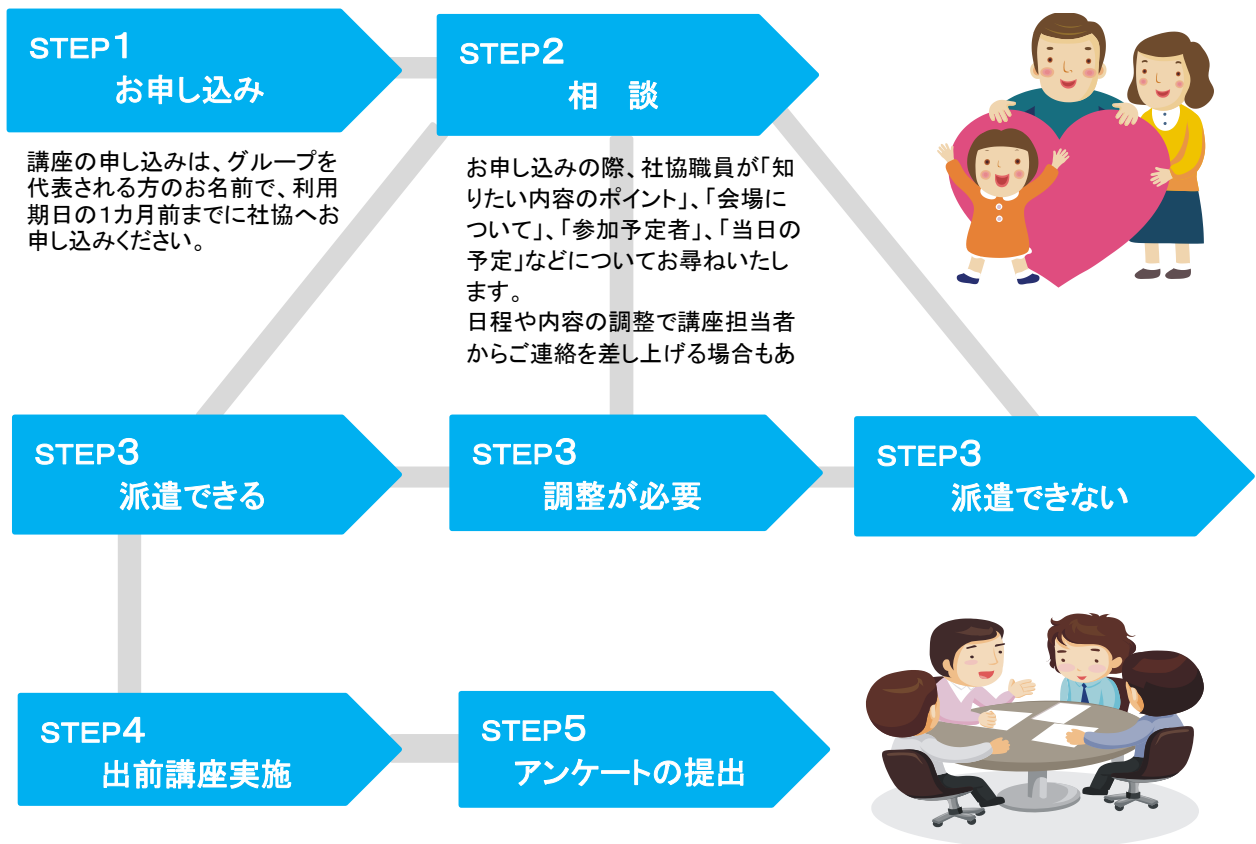 STEP1
お申し込み
講座の申し込みは、グループを
代表される方のお名前で、利用
期日の1カ月前までに社協へお
申し込みください。
STEP2
相　談
お申し込みの際、社協職員が「知
りたい内容のポイント」、「会場に
ついて」、「参加予定者」、「当日の
予定」などについてお尋ねいたし
ます。
日程や内容の調整で講座担当者
からご連絡を差し上げる場合もあ
STEP3
派遣できる
STEP3
調整が必要
STEP3
派遣できない
STEP4
出前講座実施
STEP5
アンケートの提出